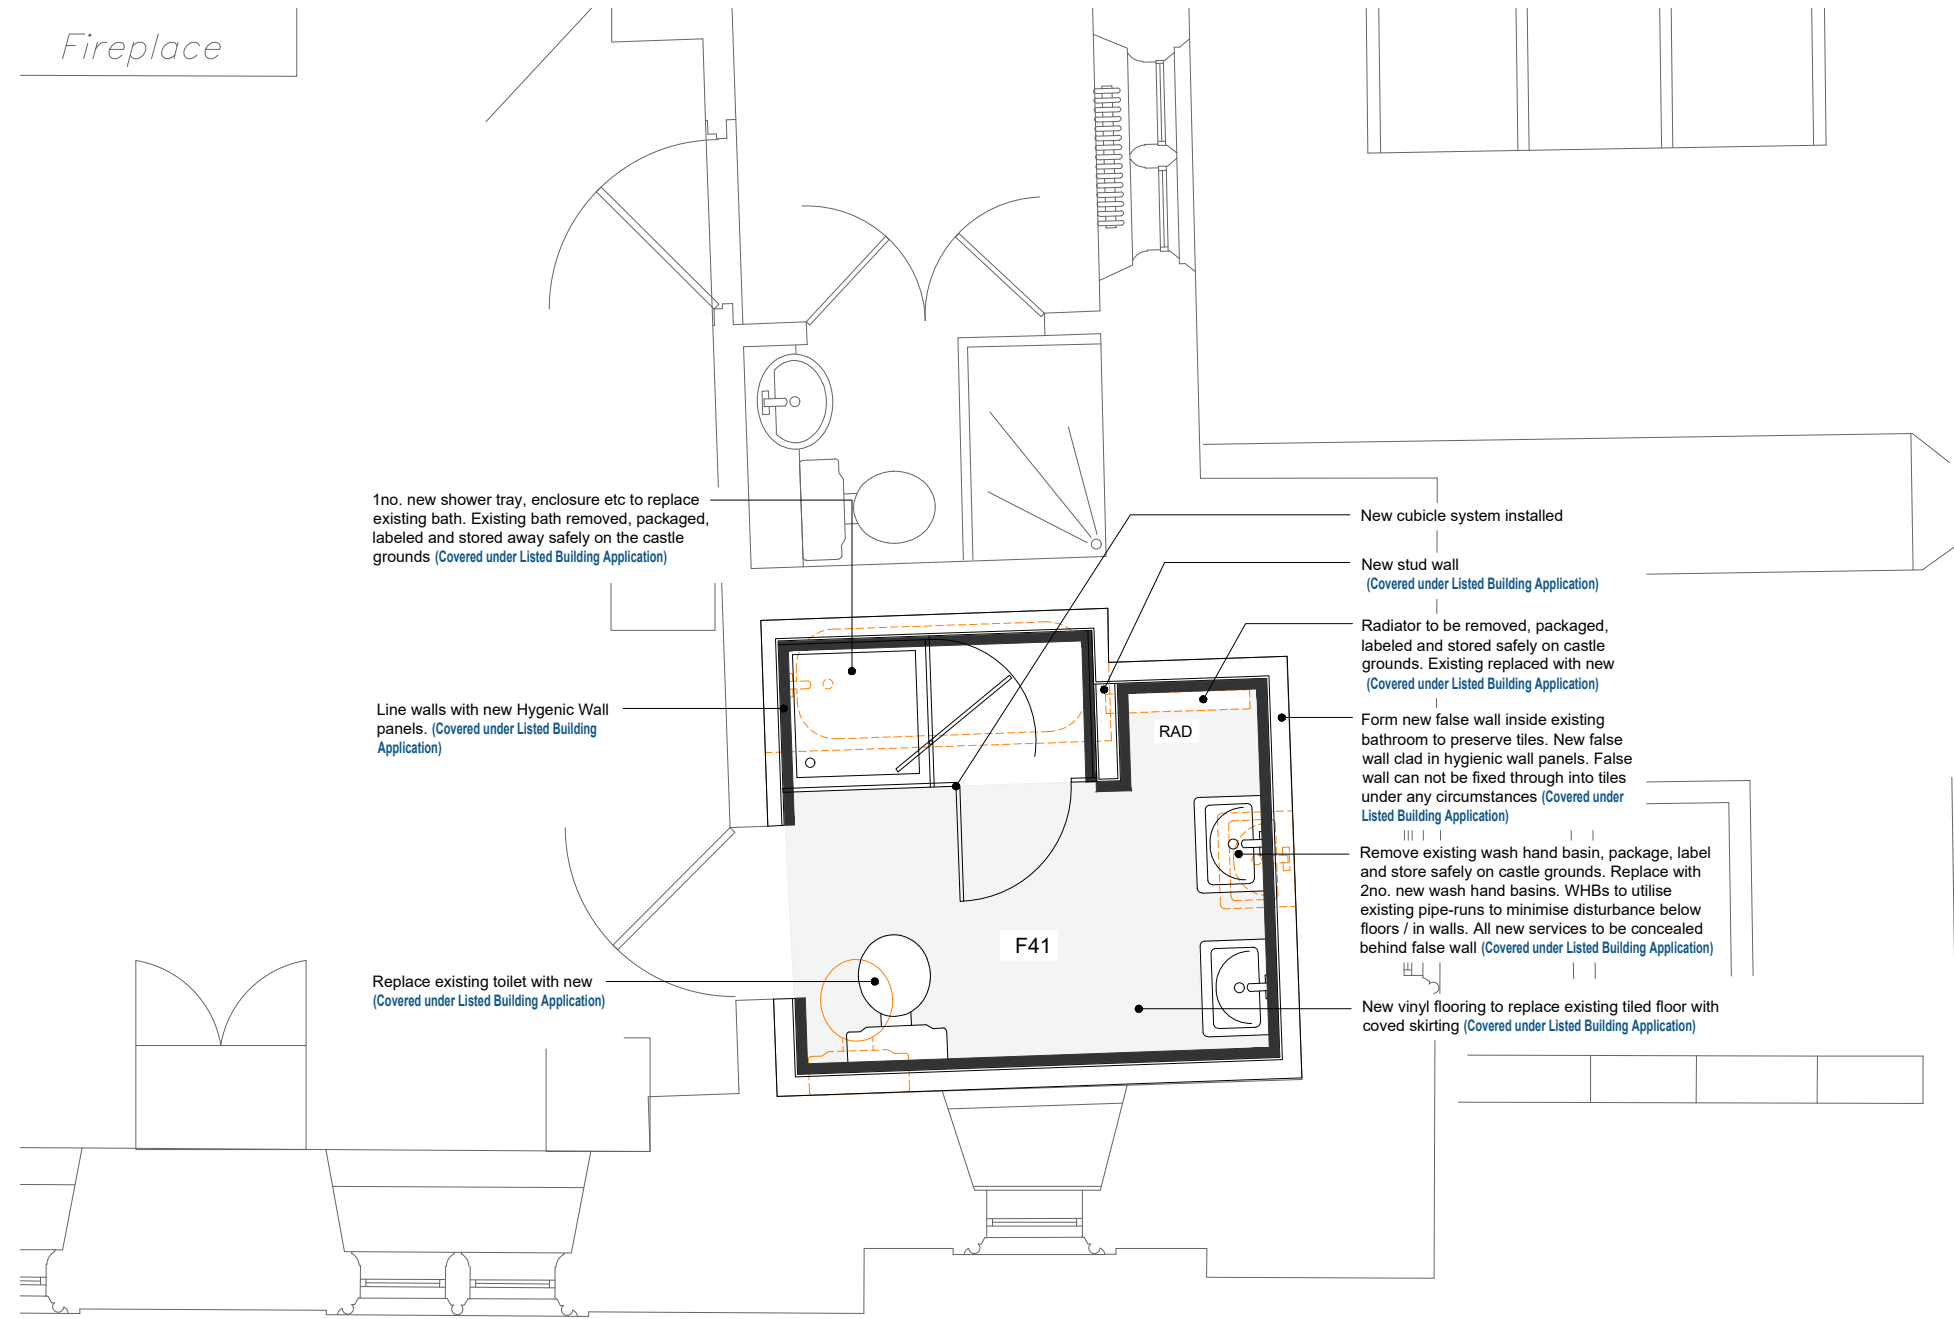 Fireplace
1no. new shower tray, enclosure etc to replace
existing bath. Existing bath removed, packaged,
labeled and stored away safely on the castle
grounds (Covered under Listed Building Application)
Line walls with new Hygenic Wall
panels. (Covered under Listed Building
Application)
Replace existing toilet with new
(Covered under Listed Building Application)
RAD
F41
New cubicle system installed
New stud wall
(Covered under Listed Building Application)
Radiator to be removed, packaged,
labeled and stored safely on castle
grounds. Existing replaced with new
(Covered under Listed Building Application)
Form new false wall inside existing
bathroom to preserve tiles. New false
wall clad in hygienic wall panels. False
wall can not be fixed through into tiles
under any circumstances (Covered under
Listed Building Application)
Remove existing wash hand basin, package, label
and store safely on castle grounds. Replace with
2no. new wash hand basins. WHBs to utilise
existing pipe-runs to minimise disturbance below
floors / in walls. All new services to be concealed
behind false wall (Covered under Listed Building Application)
New vinyl flooring to replace existing tiled floor with
coved skirting (Covered under Listed Building Application)